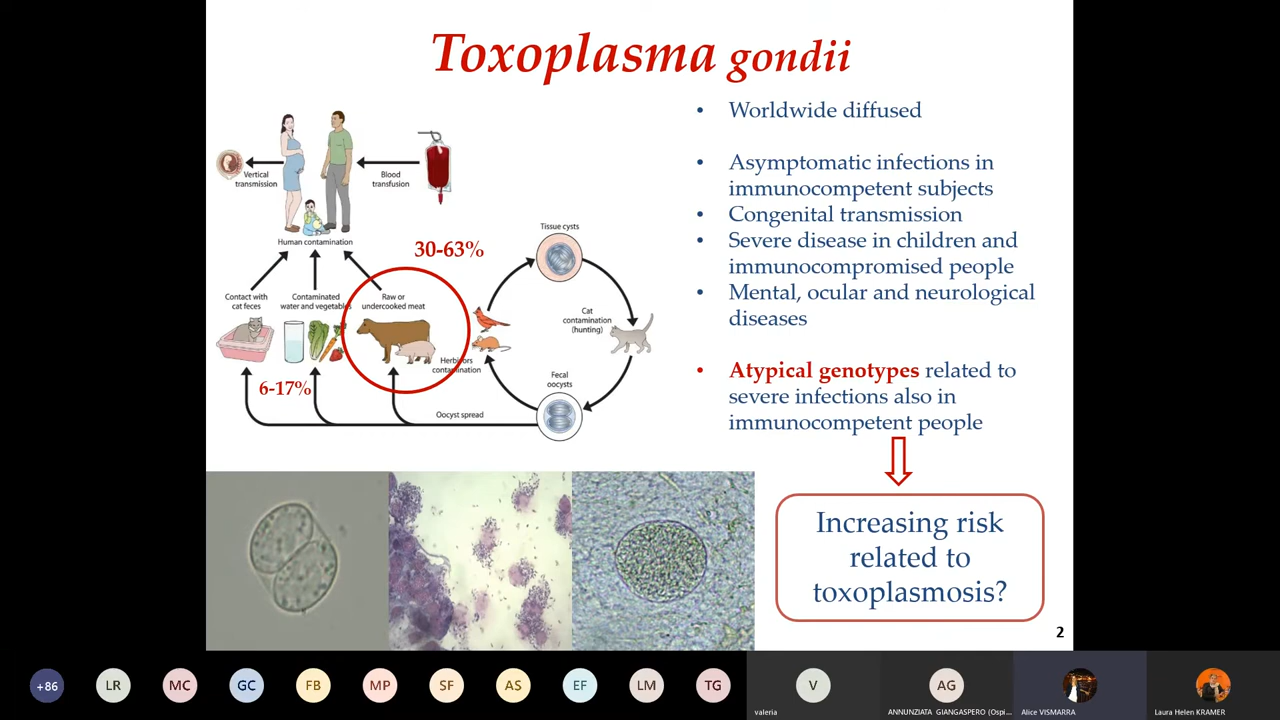 Toxoplasma gondii
Vertical
transmission
Blood
transfusion
Human contamination
30-63%
Tissue cysts
Contact with
cat feces
Contaminated
water and vegetables
Raw or
undercooked meat
Cat
contamination
(hunting)
Herbivors
contamination
Fecal
oocysts
6-17%
Oocyst spread
• Worldwide diffused
• Asymptomatic infections in
immunocompetent subjects
• Congenital transmission
• Severe disease in children and
immunocompromised people
• Mental, ocular and neurological
diseases
• Atypical genotypes related to
severe infections also in
immunocompetent people
Increasing risk
related to
toxoplasmosis?
2
+86
LR
MC
GC
FB
MP
SF
AS
EF
LM
TG
V
valeria
AG
ANNUNZIATA GIANGASPERO (Ospi...
Alice VISMARRA
Laura Helen KRAMER